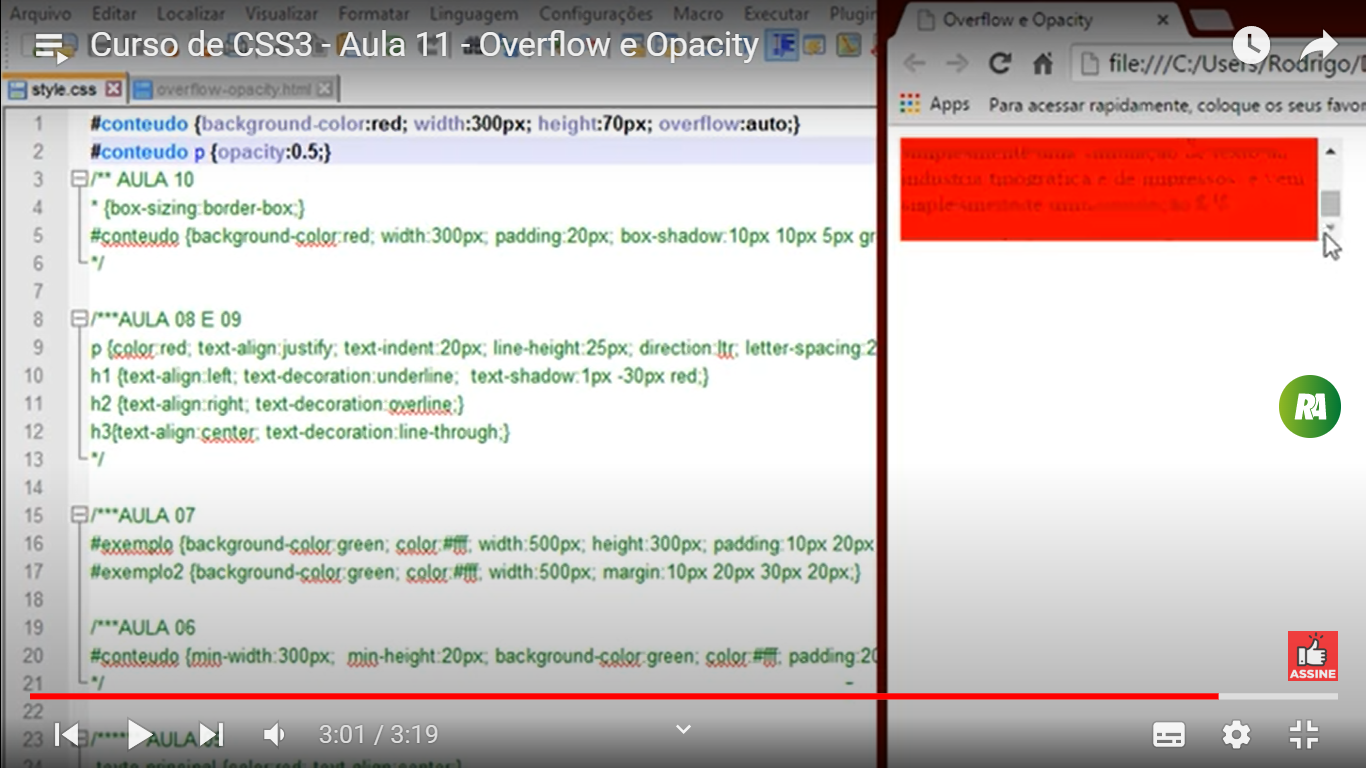 Arquivo Editar Localizar Visualizar Formatar Linguagem Configurações Macro Executar Plugin
Curso de CSS3 - Aula 11 - Overflow e Opacity
style.css overflow-opacity.html
1 #conteudo {background-color:red; width:300px; height:70px; overflow:auto;}
2 #conteudo p {opacity:0.5;}
3 /** AULA 10
4 * {box-sizing:border-box;}
5 #conteudo {background-color:red; width:300px; padding:20px; box-shadow:10px 10px 5px gr
6 */
7
8 /***AULA 08 E 09
9 p {color:red; text-align:justify; text-indent:20px; line-height:25px; direction:ltr; letter-spacing:2
10 h1 {text-align:left; text-decoration:underline;  text-shadow:1px -30px red;}
11 h2 {text-align:right; text-decoration:overline;}
12 h3{text-align:center; text-decoration:line-through;}
13 */
14
15 /***AULA 07
16 #exemplo {background-color:green; color:#fff; width:500px; height:300px; padding:10px 20px
17 #exemplo2 {background-color:green; color:#fff; width:500px; margin:10px 20px 30px 20px;}
18
19 /***AULA 06
20 #conteudo {min-width:300px;  min-height:20px; background-color:green; color:#fff; padding:20
21 */
22
23 AULA
24 texto principal {color:red; text-align:center;}
Overflow e Opacity
file:///C:/Users/Rodrigo/D
Apps Para acessar rapidamente, coloque os seus favor
simplesmente uma simulação de texto da
indústria tipográfica e de impressos, e vem
RA
ASSINE
3:01 / 3:19